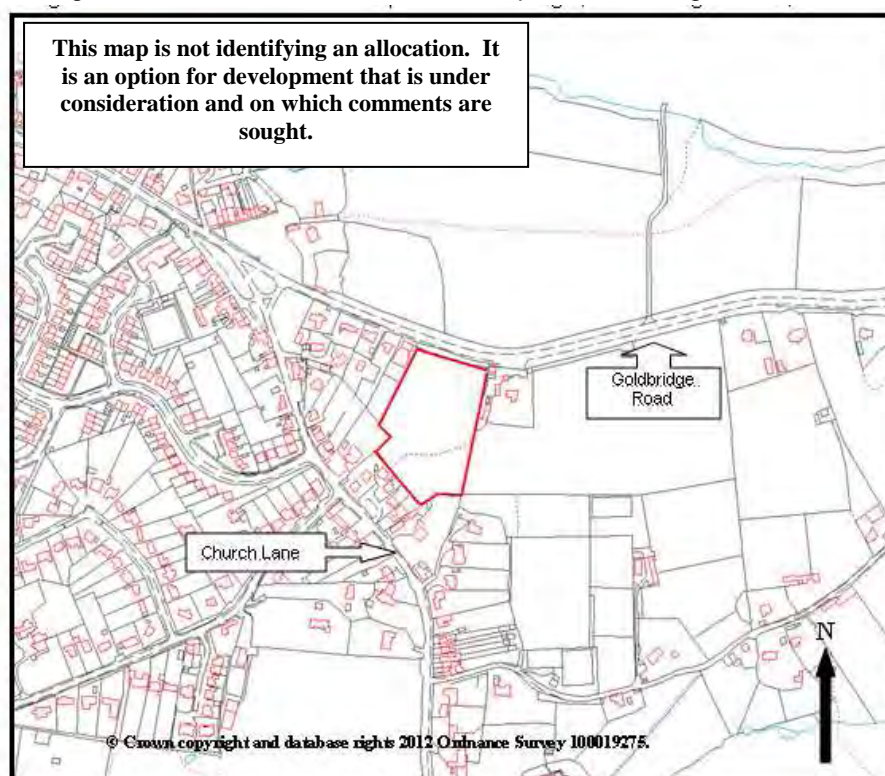 This map is not identifying an allocation. It
is an option for development that is under
consideration and on which comments are
sought.
Goldbridge
Road
Church Lane
N
© Crown copyright and database rights 2012 Ordnance Survey 100019275.